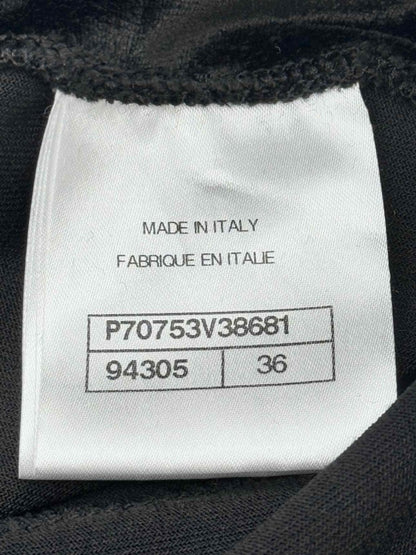 MADE IN ITALY
FABRIQUE EN ITALIE
P70753V38681
94305 36